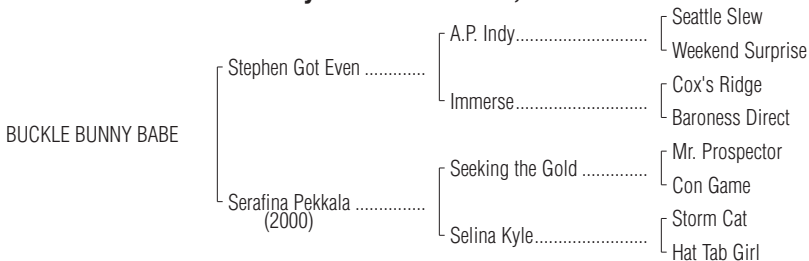 Seattle Slew
A.P. Indy..............................
Weekend Surprise
Stephen Got Even .............
Cox's Ridge
Immerse..............................
Baroness Direct
BUCKLE BUNNY BABE
Mr. Prospector
Seeking the Gold ...............
Con Game
Serafina Pekkala ...............
(2000)
Storm Cat
Selina Kyle..........................
Hat Tab Girl